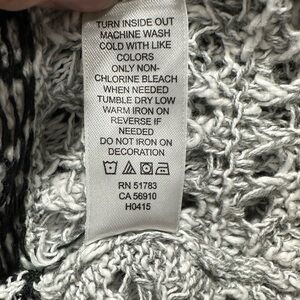 TURN INSIDE OUT
MACHINE WASH
COLD WITH LIKE
COLORS
ONLY NON-
CHLORINE BLEACH
WHEN NEEDED
TUMBLE DRY LOW
WARM IRON ON
REVERSE IF
NEEDED
DO NOT IRON ON
DECORATION
RN 51783
CA 56910
H0415